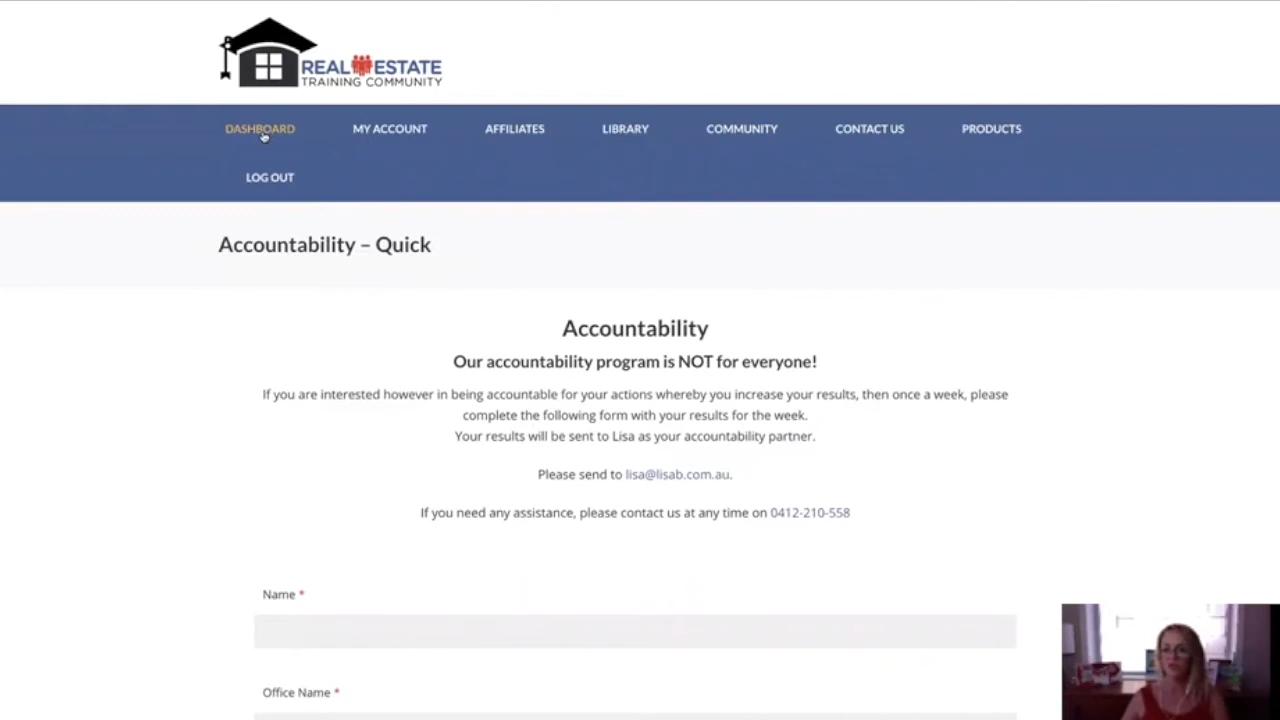 REAL ESTATE
TRAINING COMMUNITY
DASHBOARD
MY ACCOUNT
AFFILIATES
LIBRARY
COMMUNITY
CONTACT US
PRODUCTS
LOG OUT
Accountability – Quick
Accountability
Our accountability program is NOT for everyone!
If you are interested however in being accountable for your actions whereby you increase your results, then once a week, please
complete the following form with your results for the week.
Your results will be sent to Lisa as your accountability partner.
Please send to lisa@lisab.com.au.
If you need any assistance, please contact us at any time on 0412-210-558
Name *
Office Name *